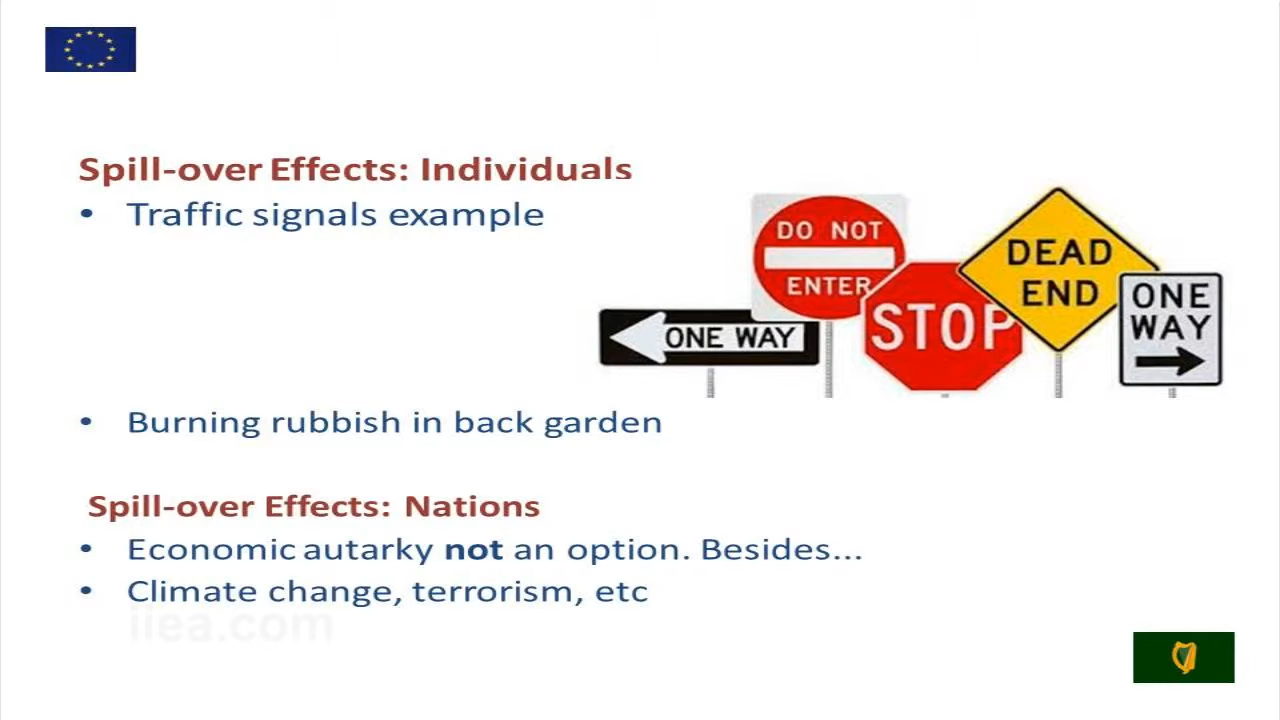 Spill-over Effects: Individuals
• Traffic signals example
DO NOT
ENTER
DEAD
END
ONE
WAY
STOP
ONE WAY
• Burning rubbish in back garden
Spill-over Effects: Nations
• Economic autarky not an option. Besides...
• Climate change, terrorism, etc
iiea.com